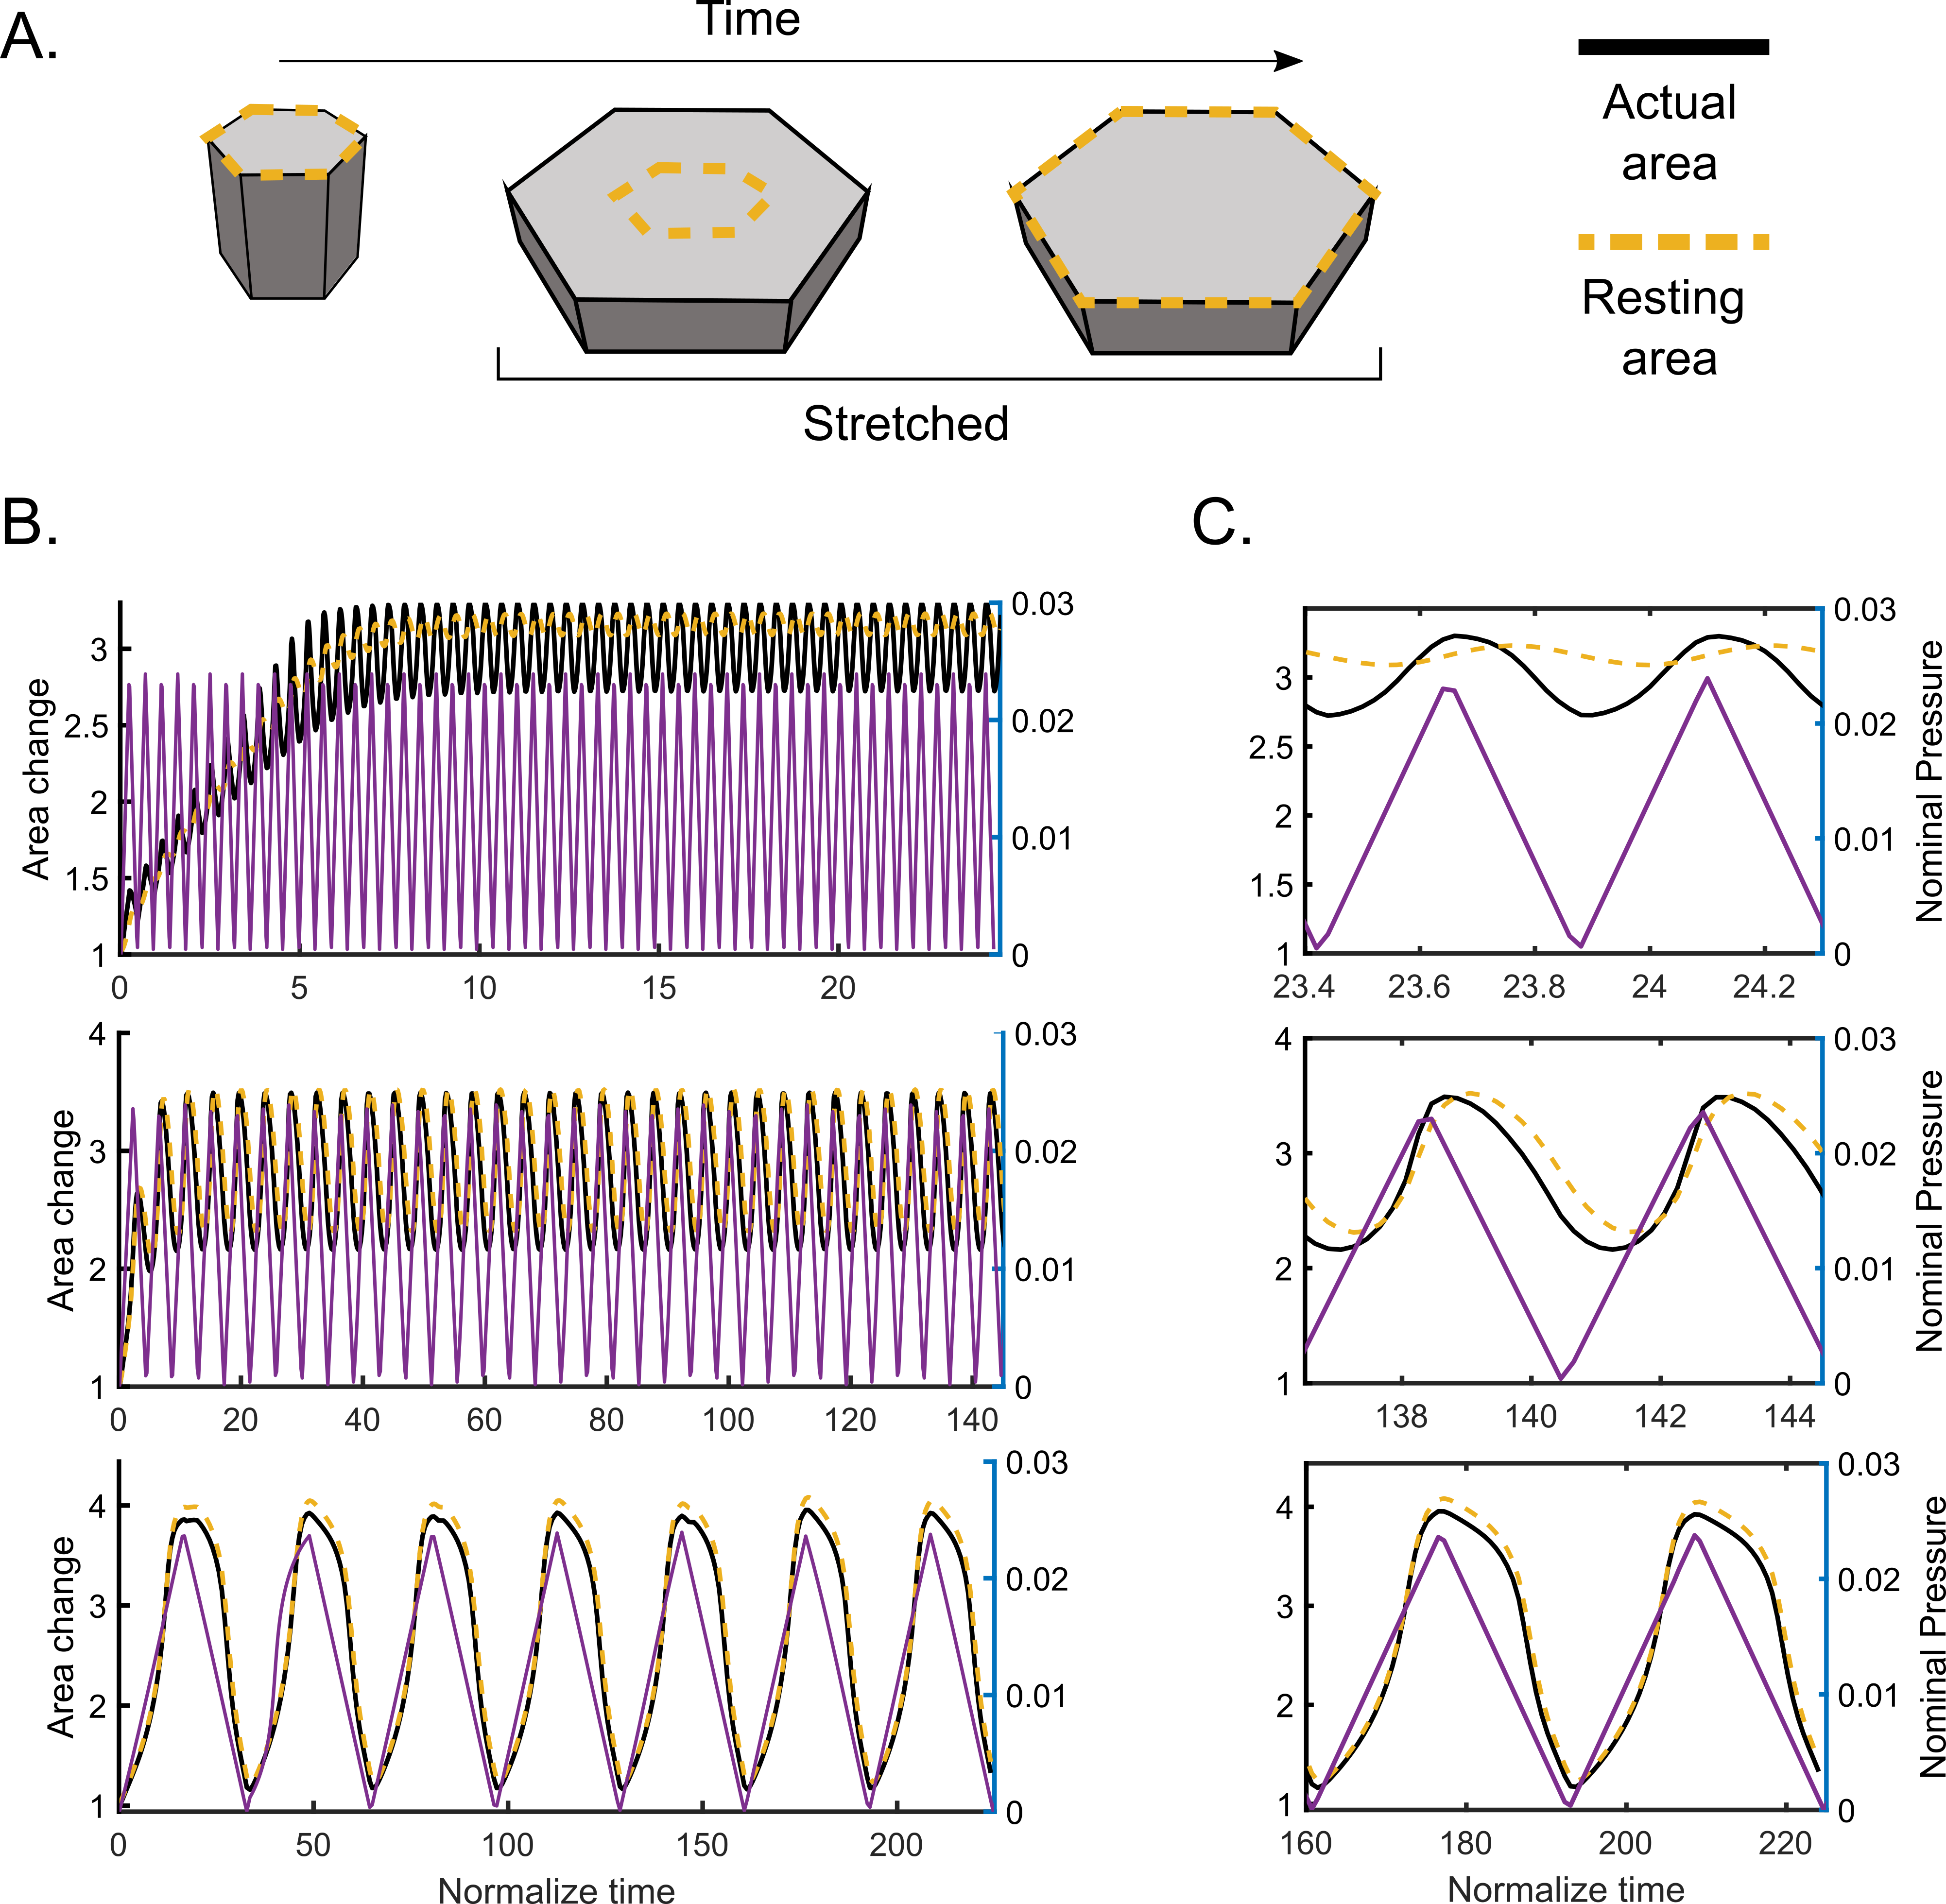 A.
Time
Actual
area
Resting
area
Stretched
B.
C.
Area change
3
2.5
2
1.5
1
0.03
0.02
0.01
0
0 5 10 15 20
3
2.5
2
1.5
1
0.03
0.02
0.01
0
Nominal Pressure
23.4 23.6 23.8 24 24.2
Area change
4
3
2
1
0.03
0.02
0.01
0
0 20 40 60 80 100 120 140
4
3
2
1
0.03
0.02
0.01
0
Nominal Pressure
138 140 142 144
Area change
4
3
2
1
0.03
0.02
0.01
0
0 50 100 150 200
Normalize time
4
3
2
1
0.03
0.02
0.01
0
Nominal Pressure
160 180 200 220
Normalize time